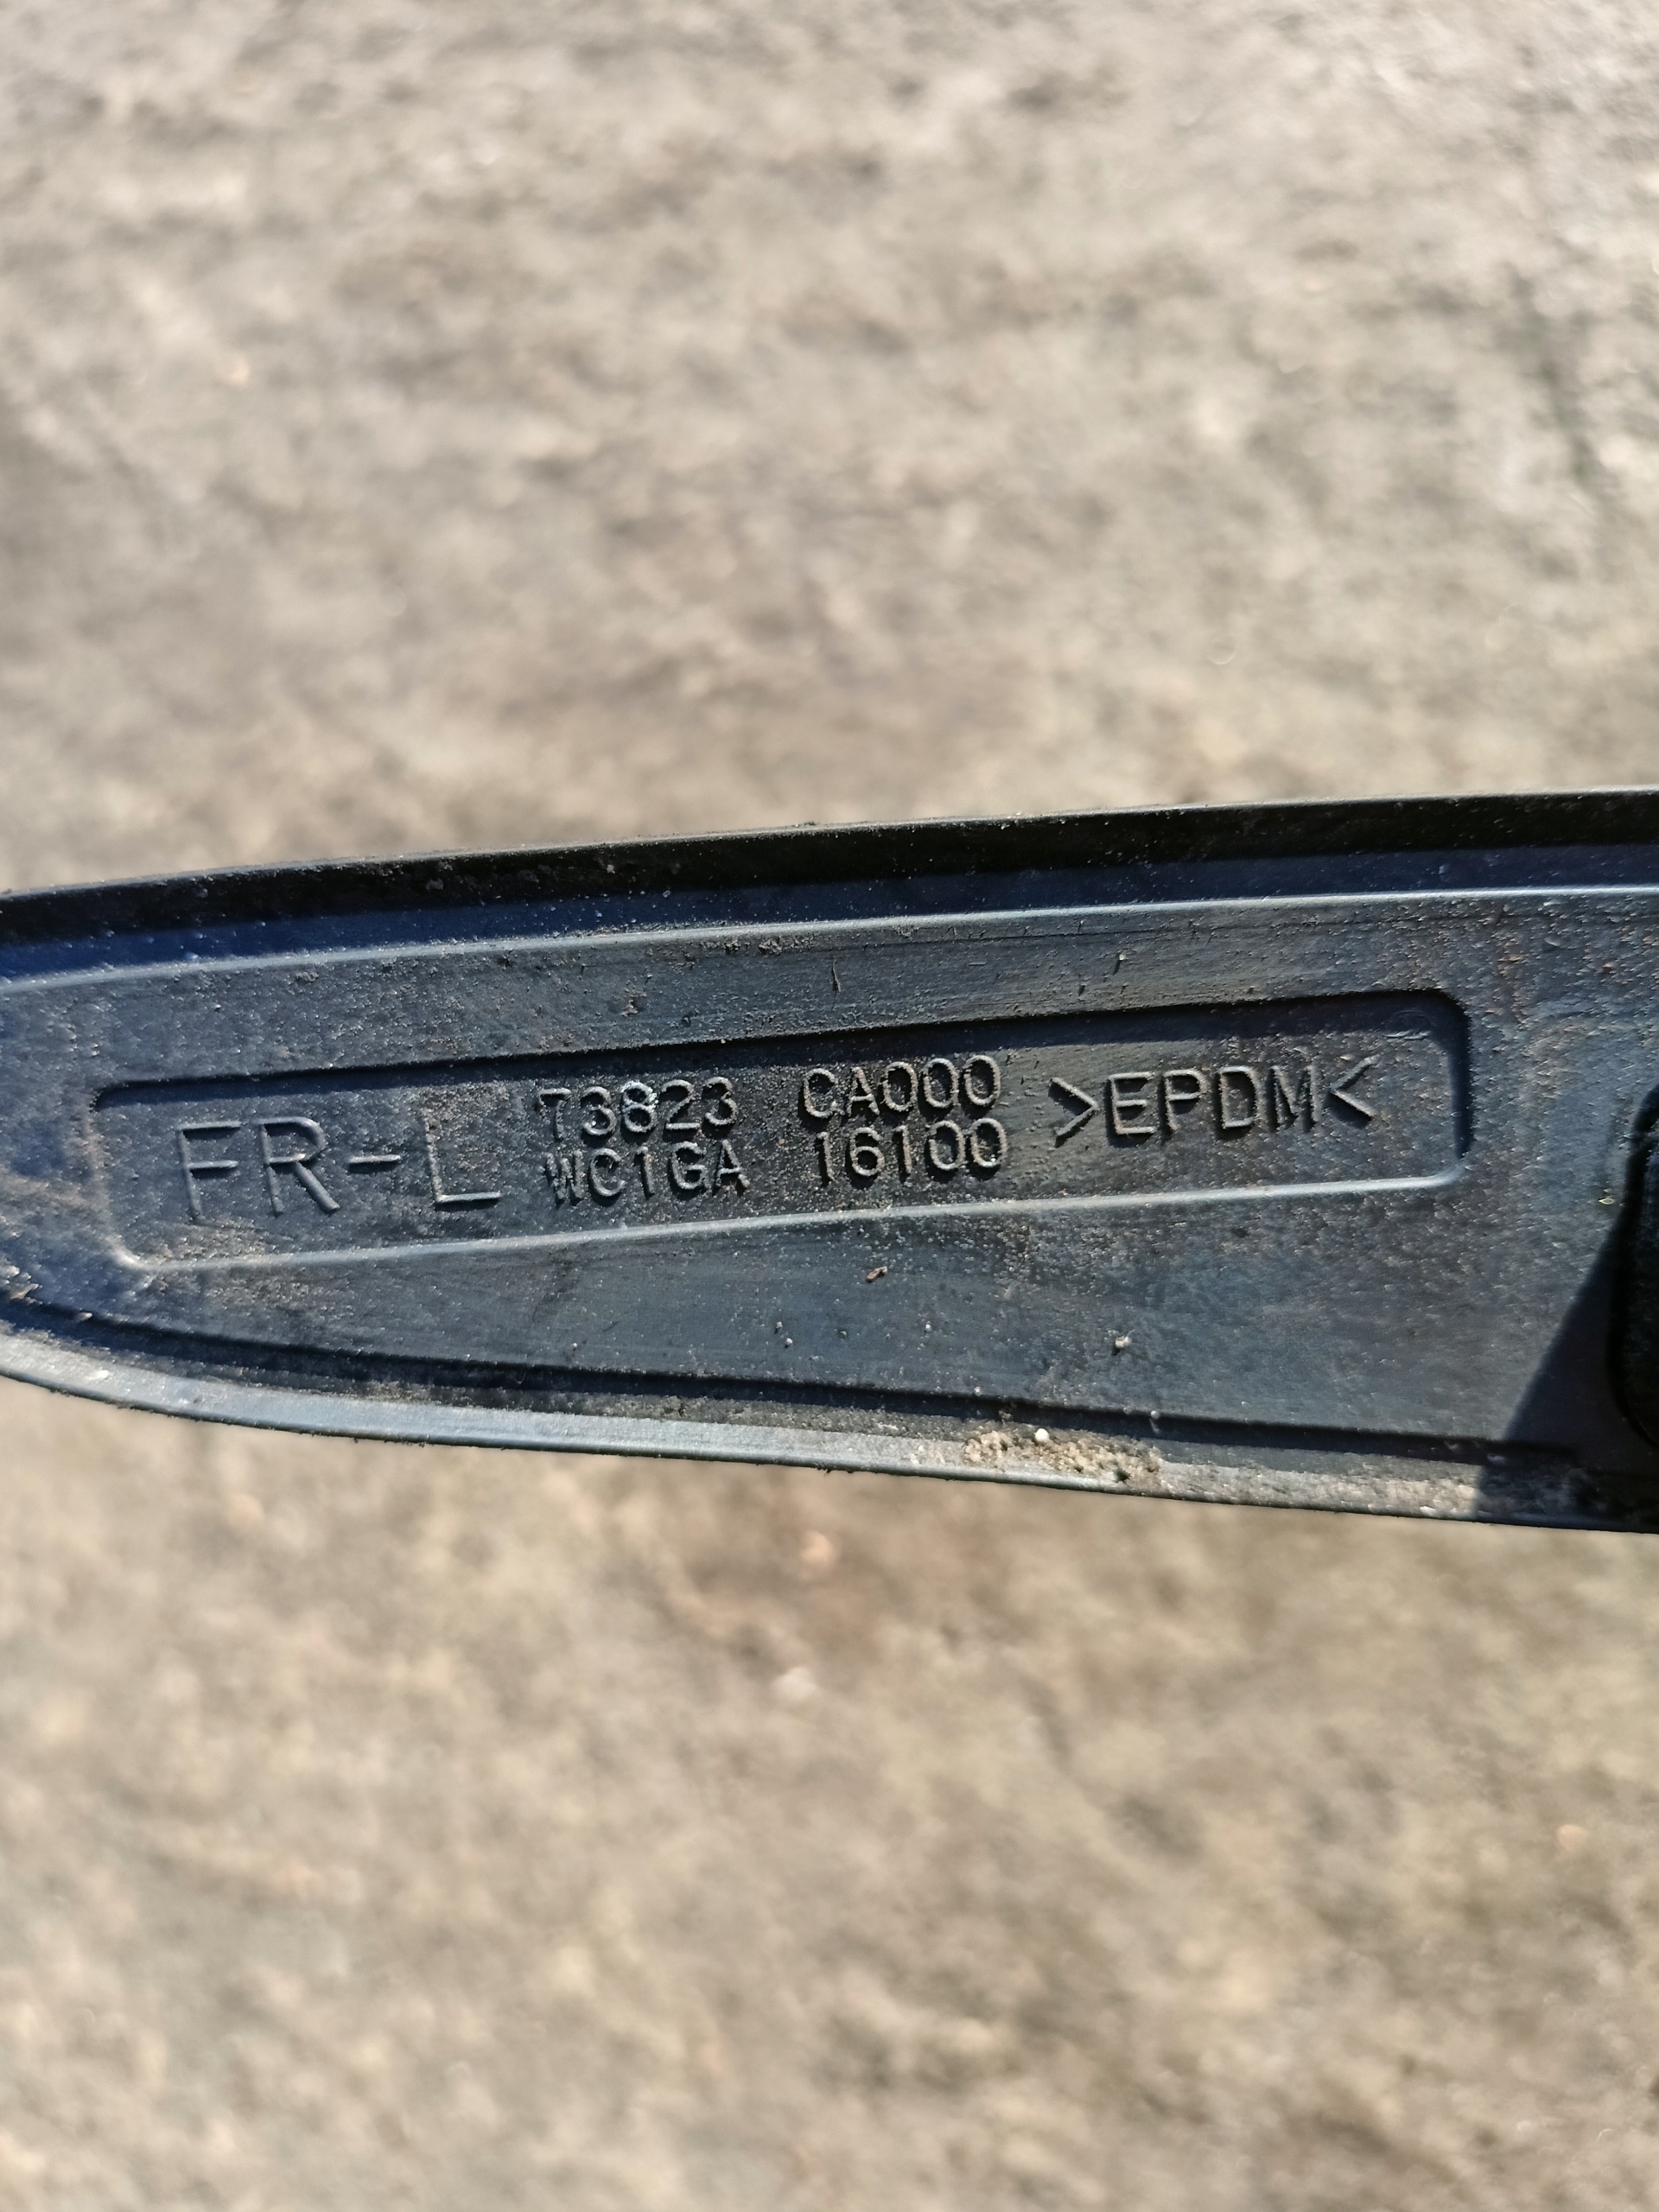 FR-L
73823 CA000
WC1GA 16100
>EPDM<